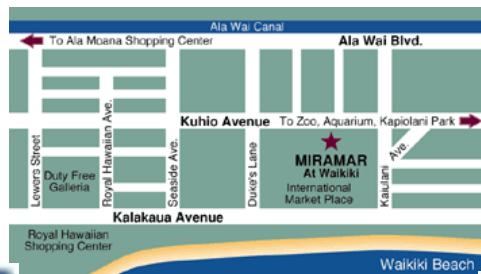 Ala Wai Canal
To Ala Moana Shopping Center
Ala Wai Blvd.
Kuhio Avenue
To Zoo, Aquarium, Kapiolani Park
Lewers Street
Royal Hawaiian Ave.
Seaside Ave.
Duke's Lane
Kaiulani Ave.
MIRAMAR
At Waikiki
International
Market Place
Duty Free
Galleria
Kalakaua Avenue
Royal Hawaiian
Shopping Center
Waikiki Beach